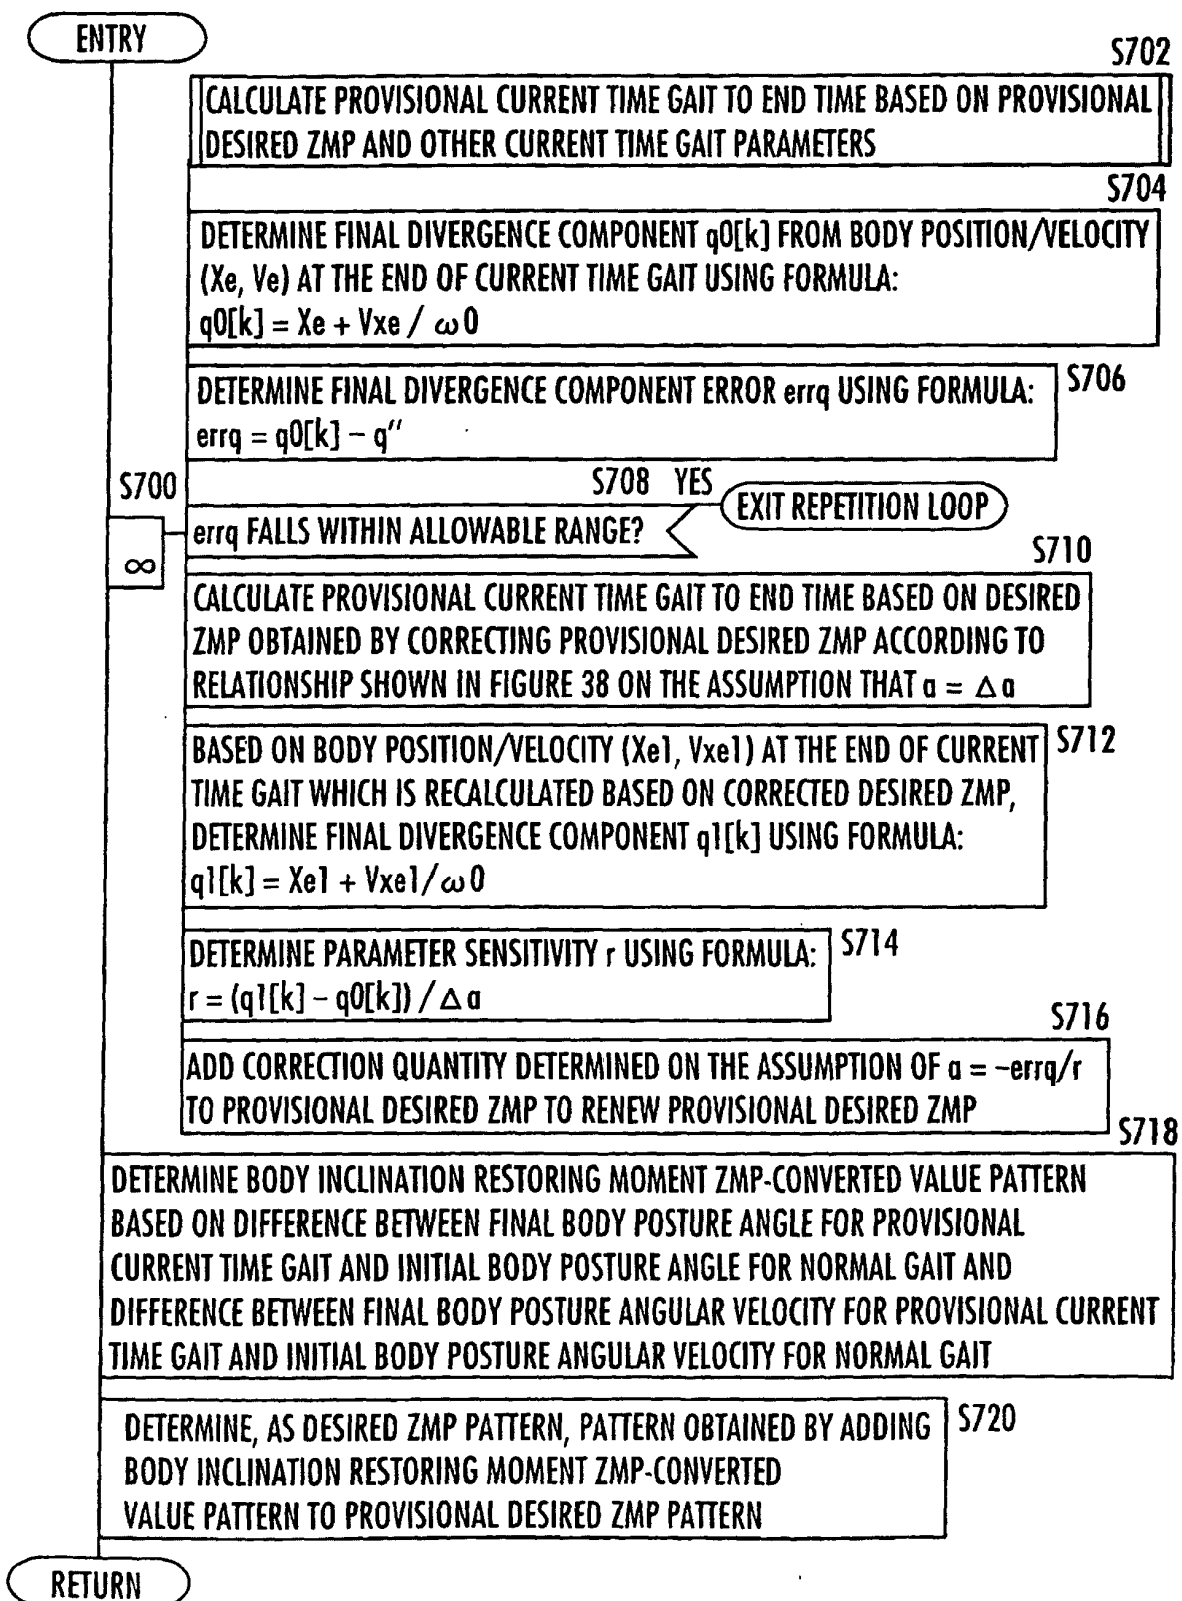 ENTRY
S702
CALCULATE PROVISIONAL CURRENT TIME GAIT TO END TIME BASED ON PROVISIONAL
DESIRED ZMP AND OTHER CURRENT TIME GAIT PARAMETERS
S704
DETERMINE FINAL DIVERGENCE COMPONENT q0[k] FROM BODY POSITION/VELOCITY
(Xe, Ve) AT THE END OF CURRENT TIME GAIT USING FORMULA:
q0[k] = Xe + Vxe / ω0
S706
DETERMINE FINAL DIVERGENCE COMPONENT ERROR errq USING FORMULA:
errq = q0[k] − q″
S700
∞
S708 YES
errq FALLS WITHIN ALLOWABLE RANGE?
EXIT REPETITION LOOP
S710
CALCULATE PROVISIONAL CURRENT TIME GAIT TO END TIME BASED ON DESIRED
ZMP OBTAINED BY CORRECTING PROVISIONAL DESIRED ZMP ACCORDING TO
RELATIONSHIP SHOWN IN FIGURE 38 ON THE ASSUMPTION THAT a = Δa
S712
BASED ON BODY POSITION/VELOCITY (Xe1, Vxe1) AT THE END OF CURRENT
TIME GAIT WHICH IS RECALCULATED BASED ON CORRECTED DESIRED ZMP,
DETERMINE FINAL DIVERGENCE COMPONENT q1[k] USING FORMULA:
q1[k] = Xe1 + Vxe1/ω0
S714
DETERMINE PARAMETER SENSITIVITY r USING FORMULA:
r = (q1[k] − q0[k]) / Δa
S716
ADD CORRECTION QUANTITY DETERMINED ON THE ASSUMPTION OF a = −errq/r
TO PROVISIONAL DESIRED ZMP TO RENEW PROVISIONAL DESIRED ZMP
S718
DETERMINE BODY INCLINATION RESTORING MOMENT ZMP-CONVERTED VALUE PATTERN
BASED ON DIFFERENCE BETWEEN FINAL BODY POSTURE ANGLE FOR PROVISIONAL
CURRENT TIME GAIT AND INITIAL BODY POSTURE ANGLE FOR NORMAL GAIT AND
DIFFERENCE BETWEEN FINAL BODY POSTURE ANGULAR VELOCITY FOR PROVISIONAL CURRENT
TIME GAIT AND INITIAL BODY POSTURE ANGULAR VELOCITY FOR NORMAL GAIT
S720
DETERMINE, AS DESIRED ZMP PATTERN, PATTERN OBTAINED BY ADDING
BODY INCLINATION RESTORING MOMENT ZMP-CONVERTED
VALUE PATTERN TO PROVISIONAL DESIRED ZMP PATTERN
RETURN